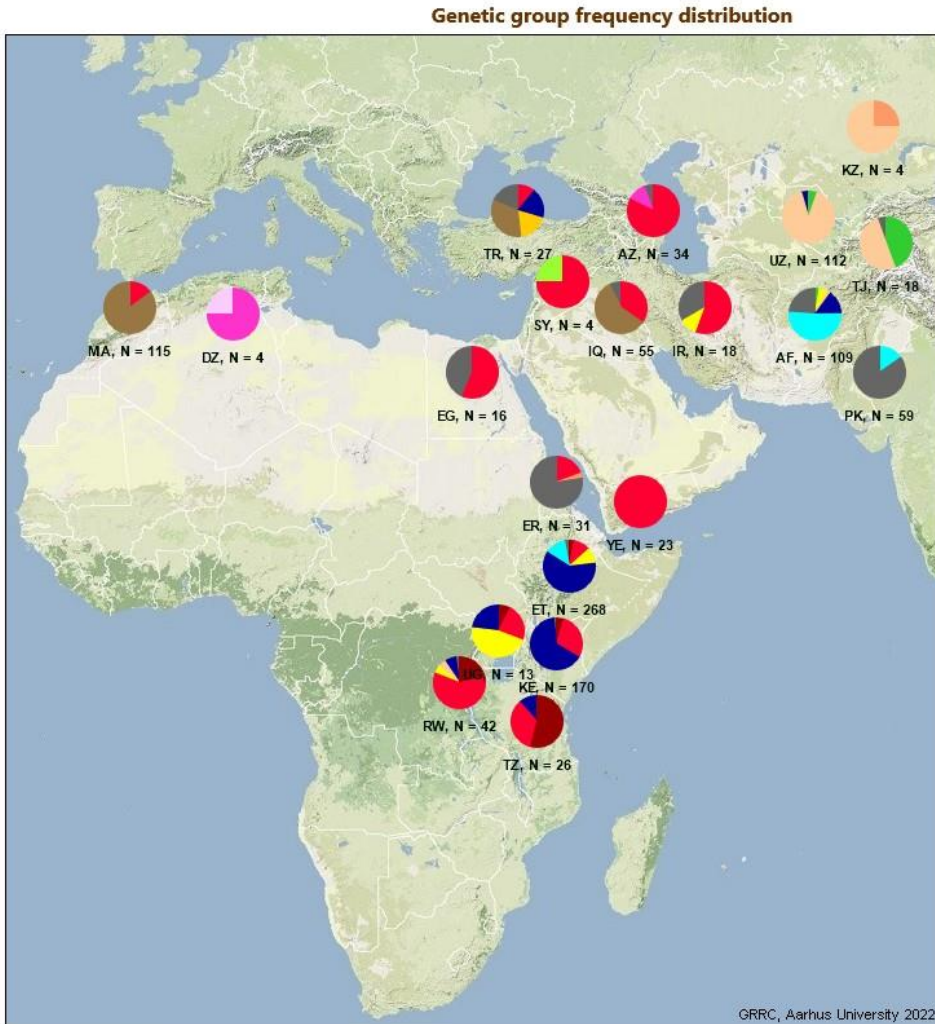 Genetic group frequency distribution
KZ, N = 4
TR, N = 27
AZ, N = 34
UZ, N = 112
TJ, N = 18
SY, N = 4
MA, N = 115
DZ, N = 4
IQ, N = 55
IR, N = 18
AF, N = 109
EG, N = 16
PK, N = 59
ER, N = 31
YE, N = 23
ET, N = 268
UG, N = 13
KE, N = 170
RW, N = 42
TZ, N = 26
GRRC, Aarhus University 2022